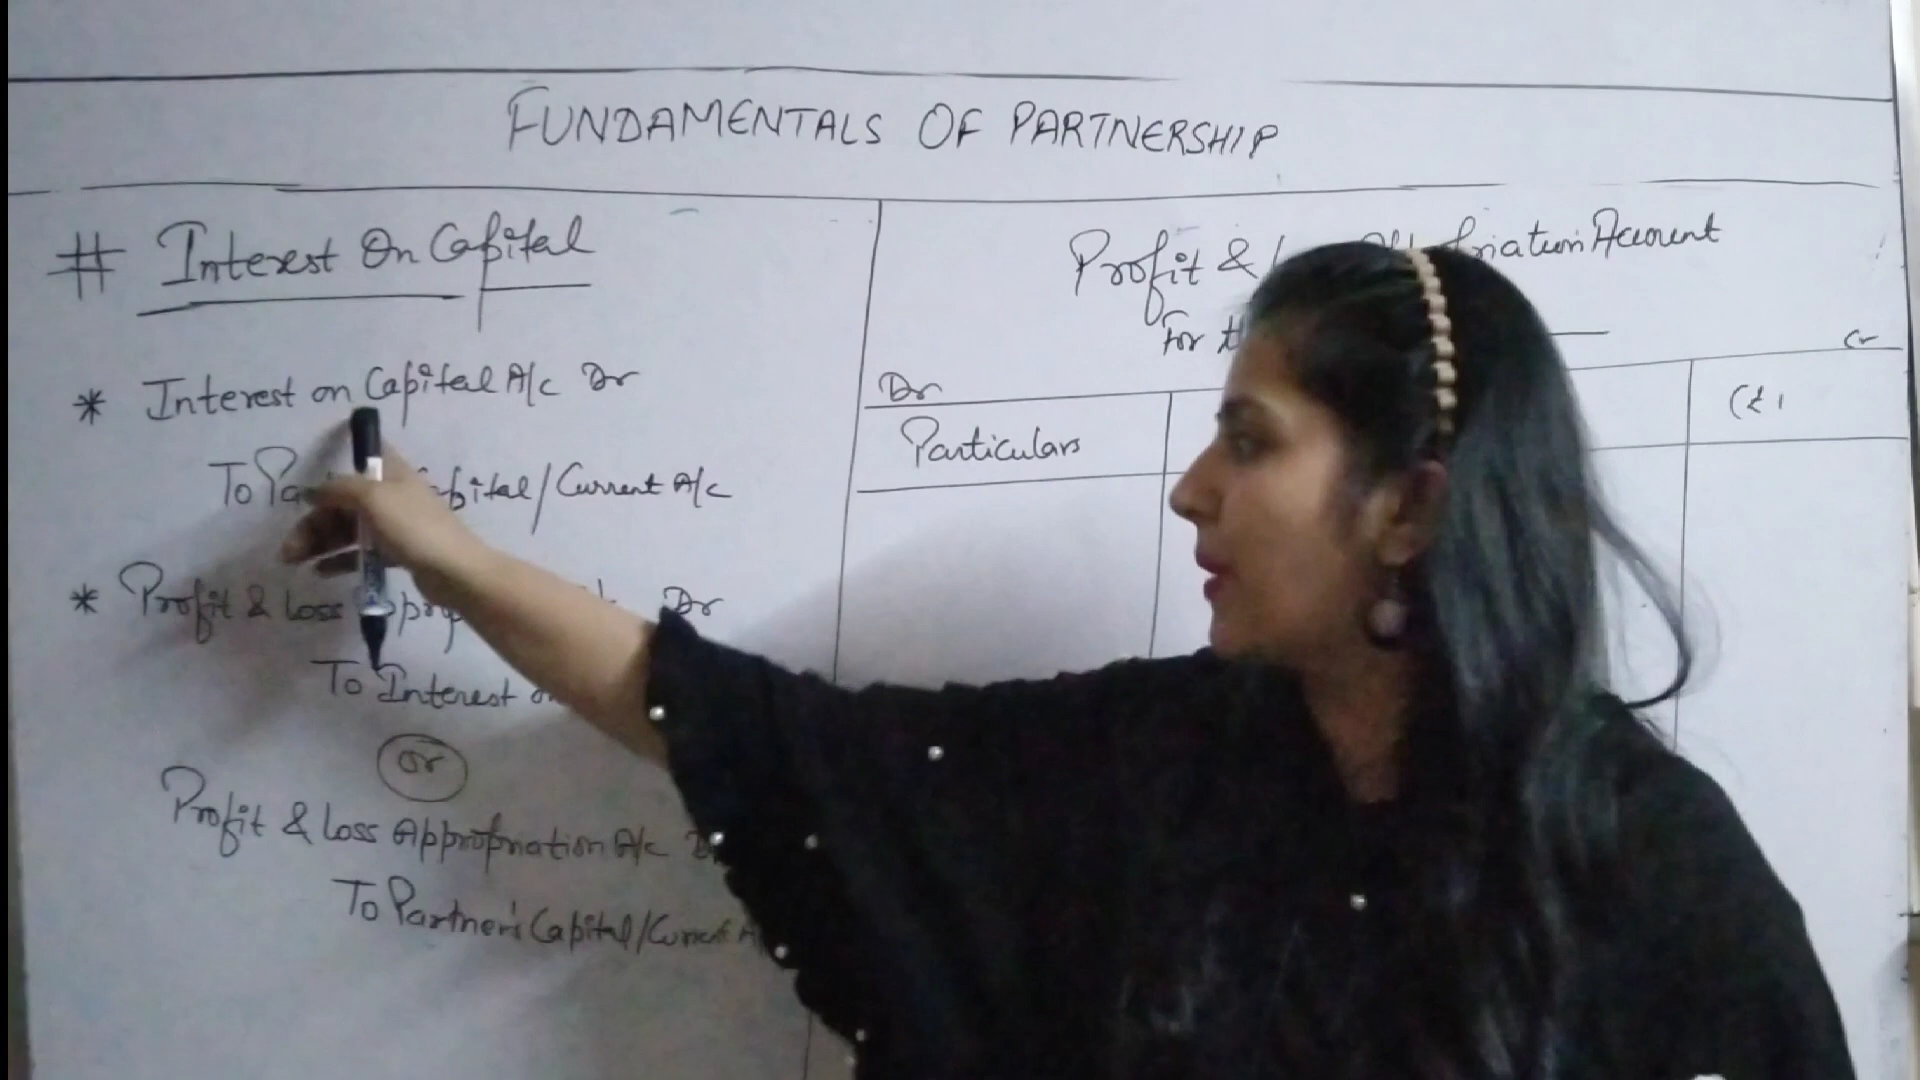 FUNDAMENTALS OF PARTNERSHIP
# Interest On Capital
* Interest on Capital A/c Dr
To Capital/Current A/c
* Profit & Loss Dr
To Interest
or
Profit & Loss Appropriation A/c
To Partner's Capital/Current
Profit & Account
For
Dr Cr
Particulars (₹)